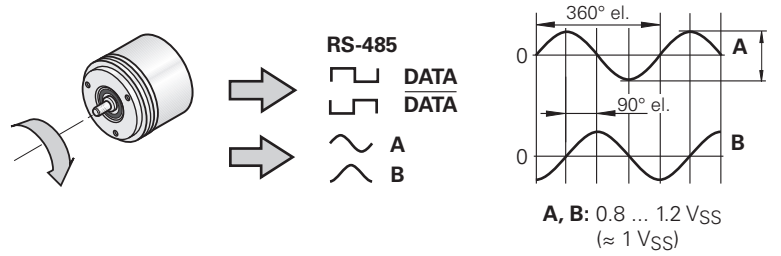 RS-485
DATA
DATA
A
B
360° el.
0
A
90° el.
0
B
A, B: 0.8 ... 1.2 VSS
(≈ 1 VSS)